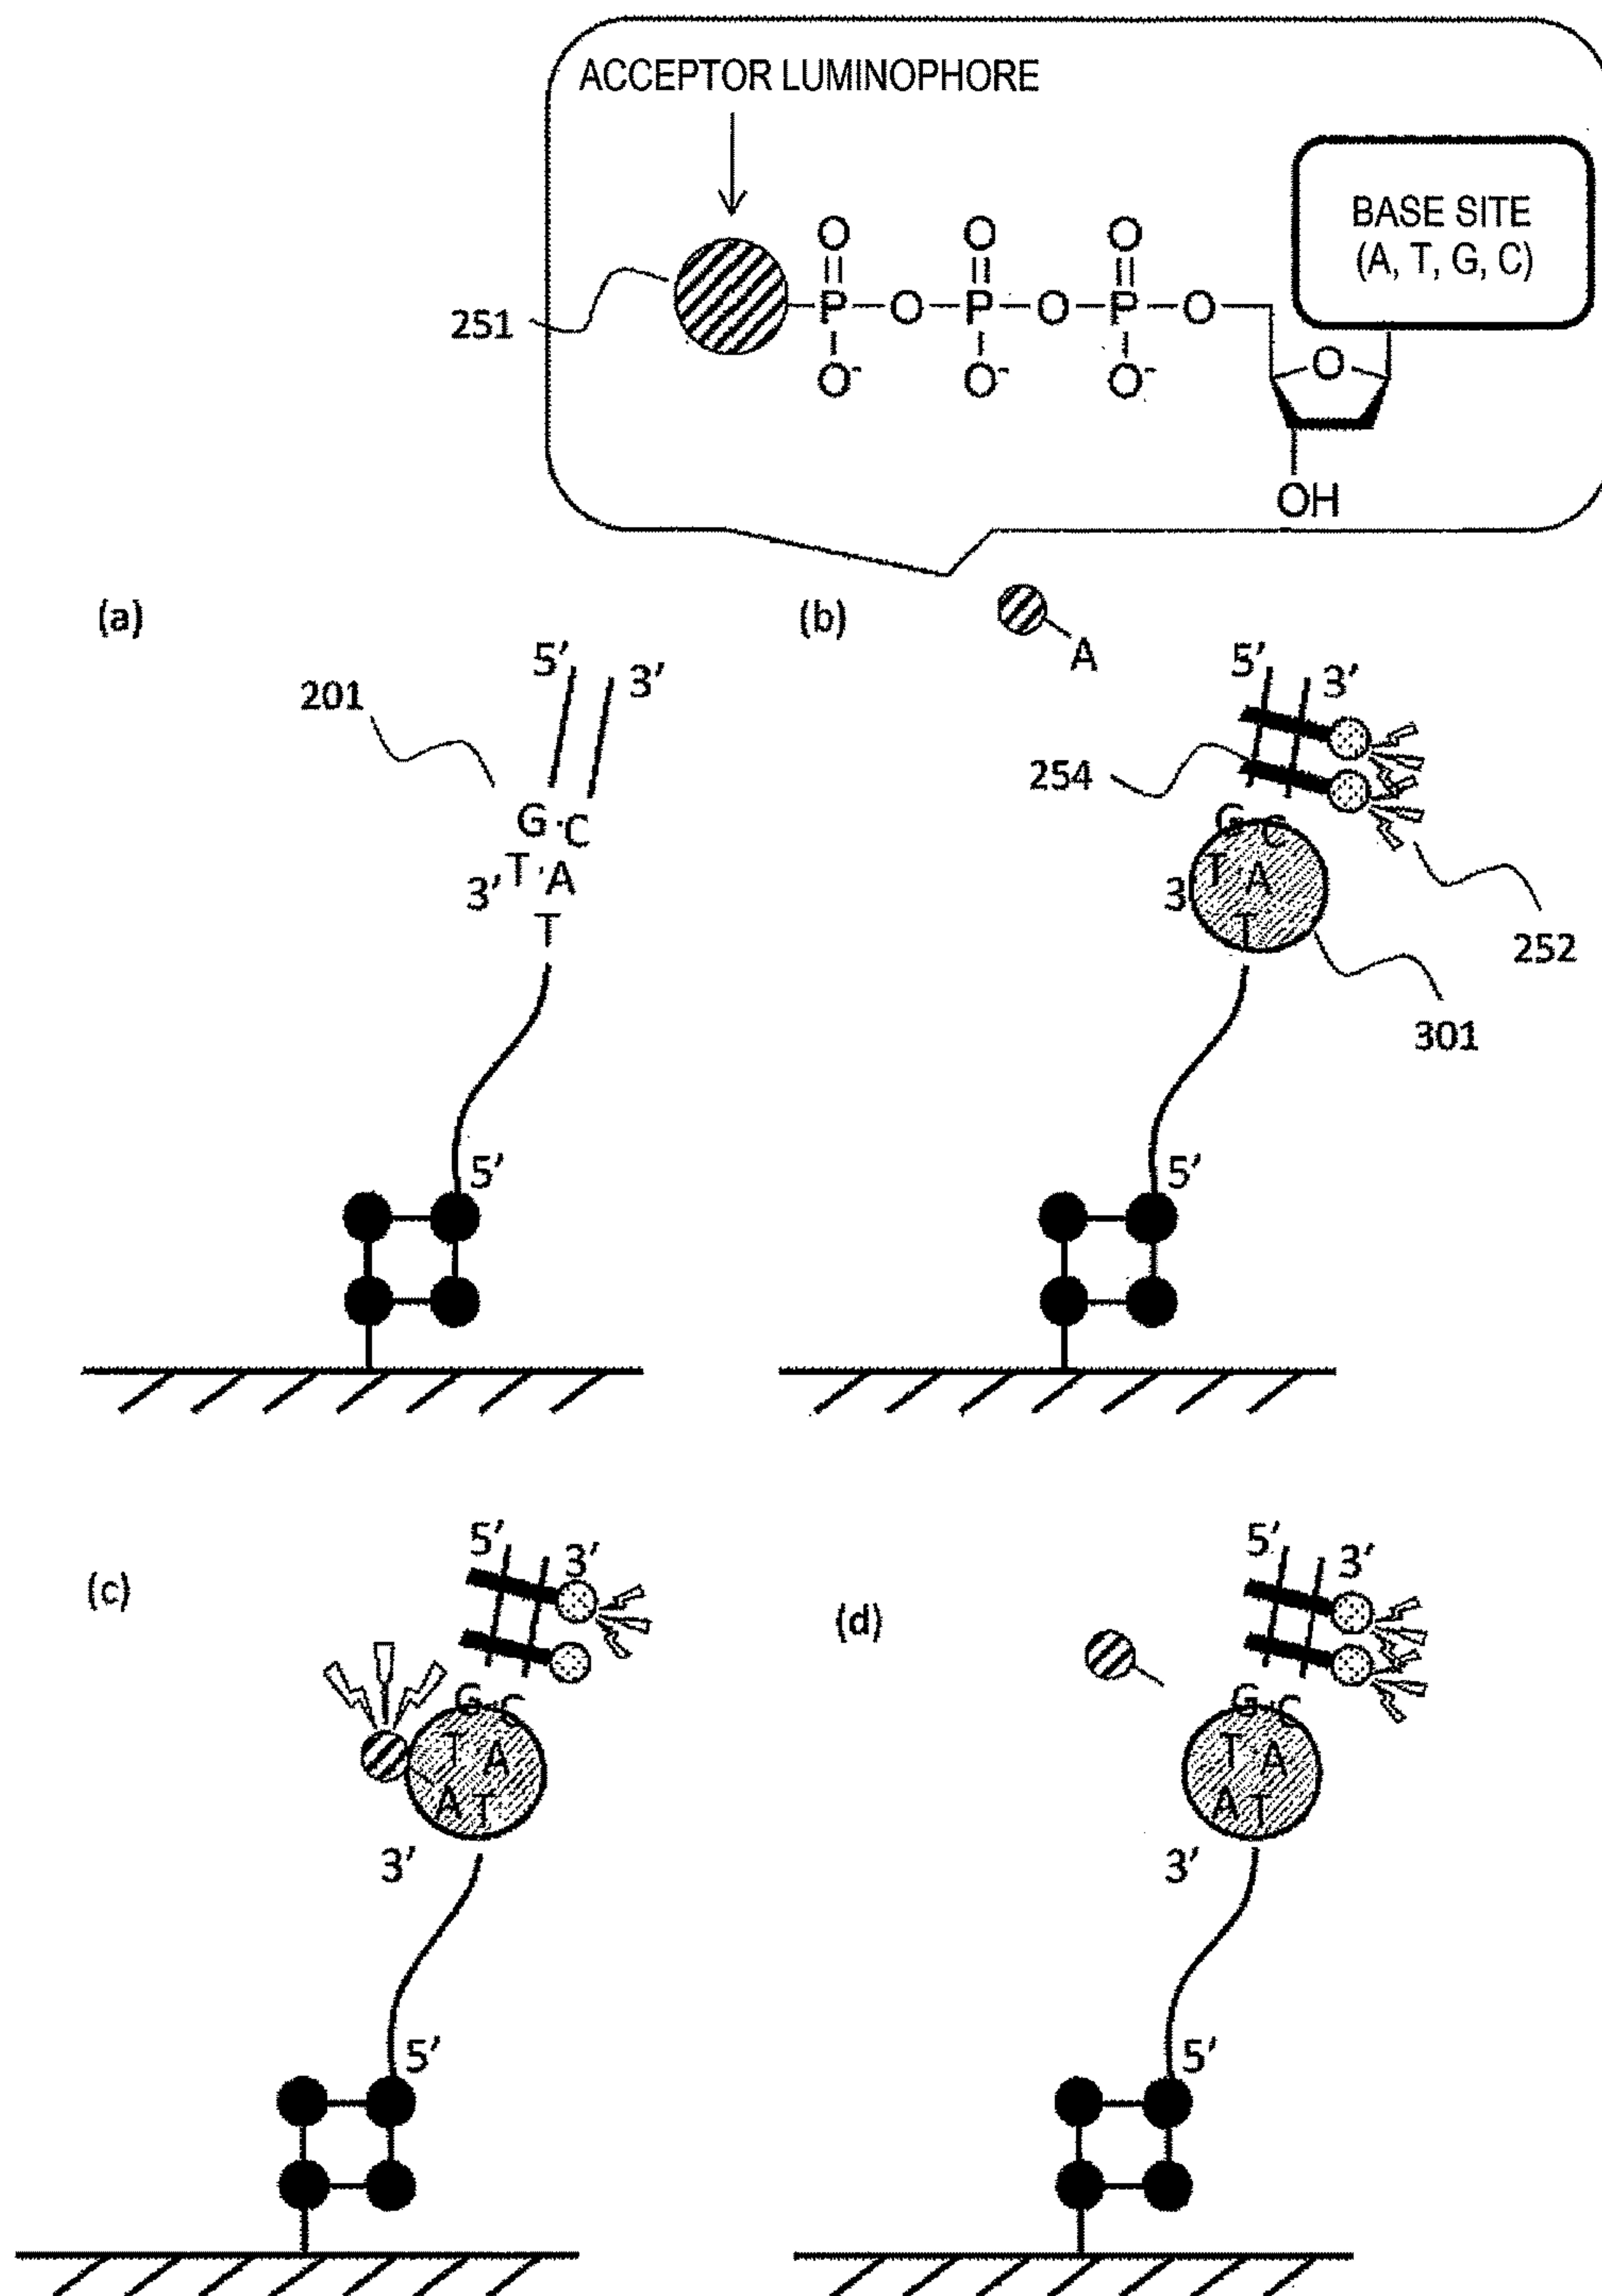 ACCEPTOR LUMINOPHORE
BASE SITE
(A, T, G, C)
O O O
251
P O P O P O
O- O- O-
O
OH
(a)
5' 3'
201
G·C
3' T·A
T
5'
(b)
A
5' 3'
254
G C
3 T A
T
252
301
5'
(c)
5' 3'
G C
T A
A T
3'
5'
(d)
5' 3'
G·C
T A
A T
3'
5'